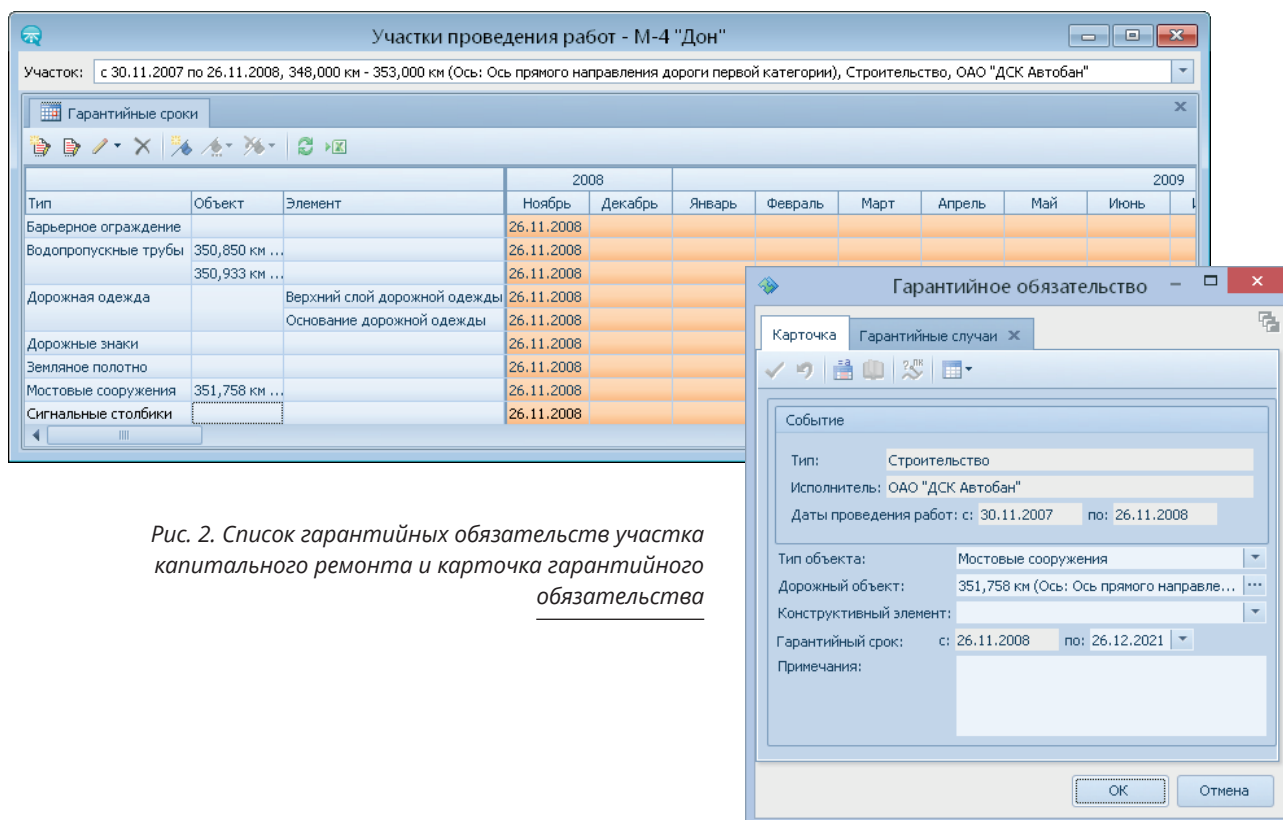 Участки проведения работ - М-4 "Дон"
Участок: с 30.11.2007 по 26.11.2008, 348,000 км - 353,000 км (Ось: Ось прямого направления дороги первой категории), Строительство, ОАО "ДСК Автобан"
Гарантийные сроки
2008 2009
Тип Объект Элемент Ноябрь Декабрь Январь Февраль Март Апрель Май Июнь
Барьерное ограждение 26.11.2008
Водопропускные трубы 350,850 км ... 26.11.2008
350,933 км ... 26.11.2008
Дорожная одежда Верхний слой дорожной одежды 26.11.2008
Основание дорожной одежды 26.11.2008
Дорожные знаки 26.11.2008
Земляное полотно 26.11.2008
Мостовые сооружения 351,758 км ... 26.11.2008
Сигнальные столбики 26.11.2008
Гарантийное обязательство
Карточка Гарантийные случаи
Событие
Тип: Строительство
Исполнитель: ОАО "ДСК Автобан"
Даты проведения работ: с: 30.11.2007 по: 26.11.2008
Тип объекта: Мостовые сооружения
Дорожный объект: 351,758 км (Ось: Ось прямого направле... ...
Конструктивный элемент:
Гарантийный срок: с: 26.11.2008 по: 26.12.2021
Примечания:
ОК Отмена
Рис. 2. Список гарантийных обязательств участка
капитального ремонта и карточка гарантийного
обязательства